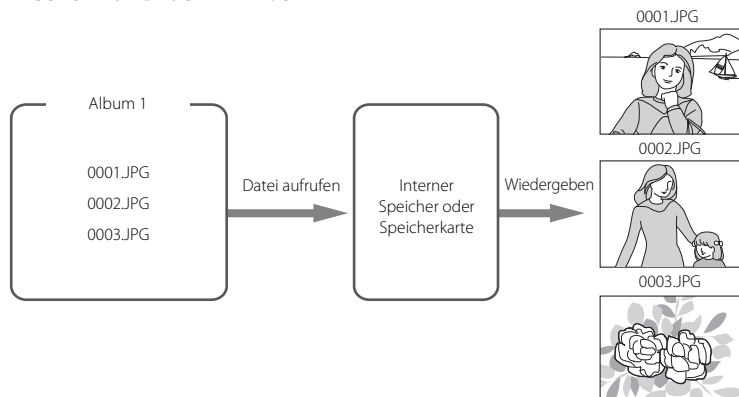 Album 1
0001.JPG
0002.JPG
0003.JPG
Datei aufrufen
Interner
Speicher oder
Speicherkarte
Wiedergeben
0001.JPG
0002.JPG
0003.JPG